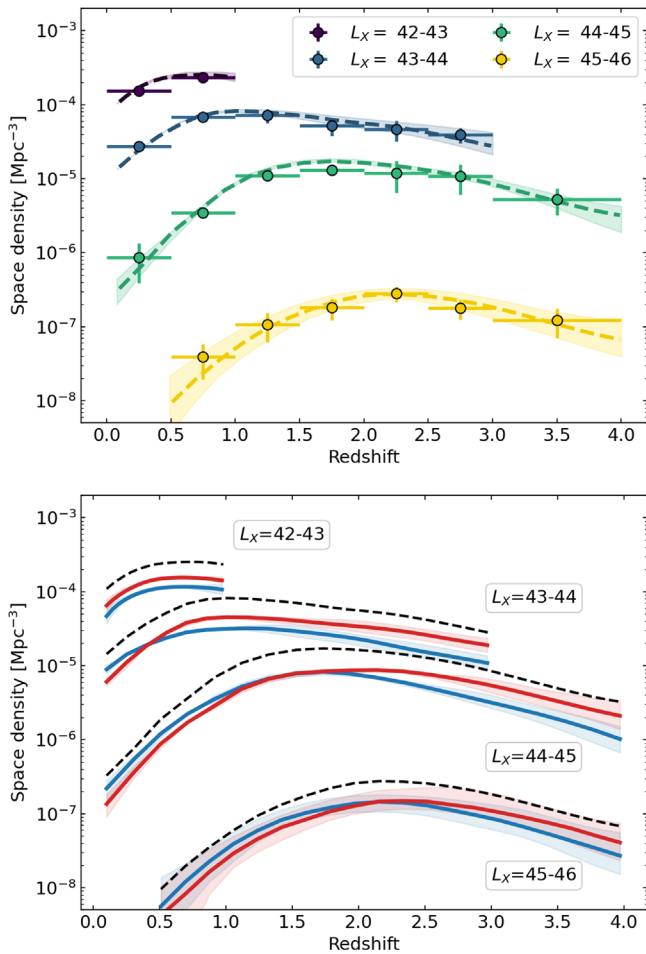 10⁻³
10⁻⁴
10⁻⁵
10⁻⁶
10⁻⁷
10⁻⁸
Space density [Mpc⁻³]
L_X = 42-43
L_X = 43-44
L_X = 44-45
L_X = 45-46
0.0 0.5 1.0 1.5 2.0 2.5 3.0 3.5 4.0
Redshift
10⁻³
10⁻⁴
10⁻⁵
10⁻⁶
10⁻⁷
10⁻⁸
Space density [Mpc⁻³]
L_X=42-43
L_X=43-44
L_X=44-45
L_X=45-46
0.0 0.5 1.0 1.5 2.0 2.5 3.0 3.5 4.0
Redshift